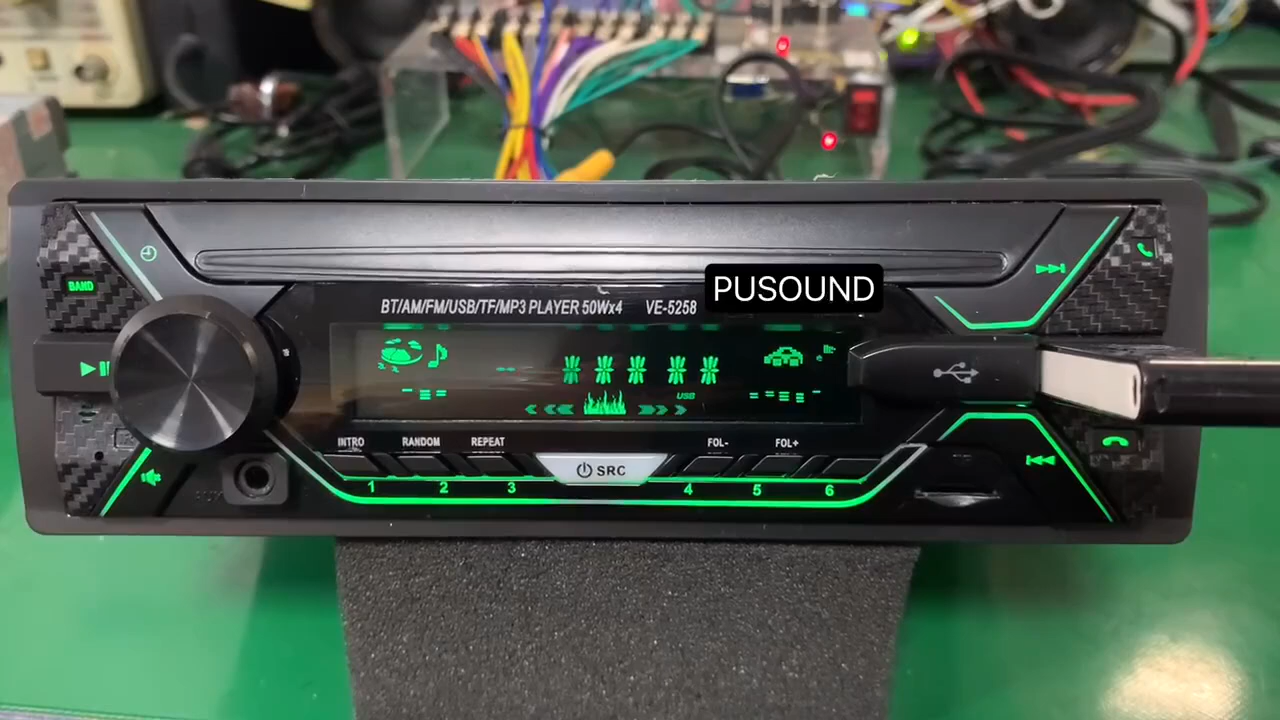 BAND
BT/AM/FM/USB/TF/MP3 PLAYER 50Wx4 VE-5258
PUSOUND
USB
INTRO RANDOM REPEAT FOL- FOL+
SRC
1 2 3 4 5 6
AUX